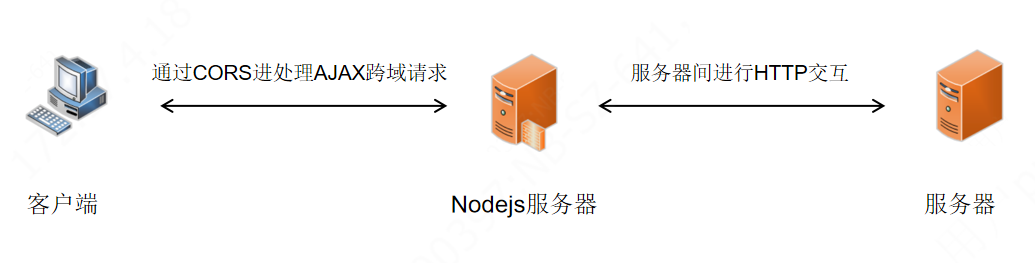 通过CORS进处理AJAX跨域请求
服务器间进行HTTP交互
客户端
Nodejs服务器
服务器